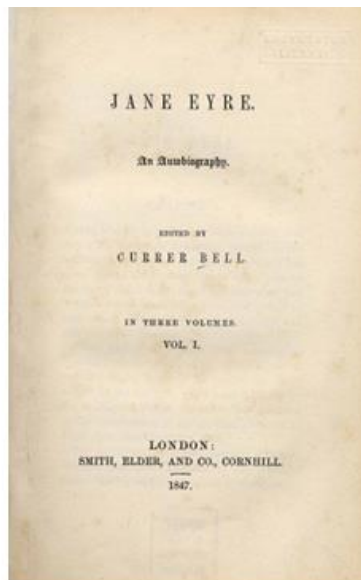 JANE EYRE.
An Autobiography.
EDITED BY
CURRER BELL
IN THREE VOLUMES.
VOL. I.
LONDON:
SMITH, ELDER, AND CO., CORNHILL.
1847.